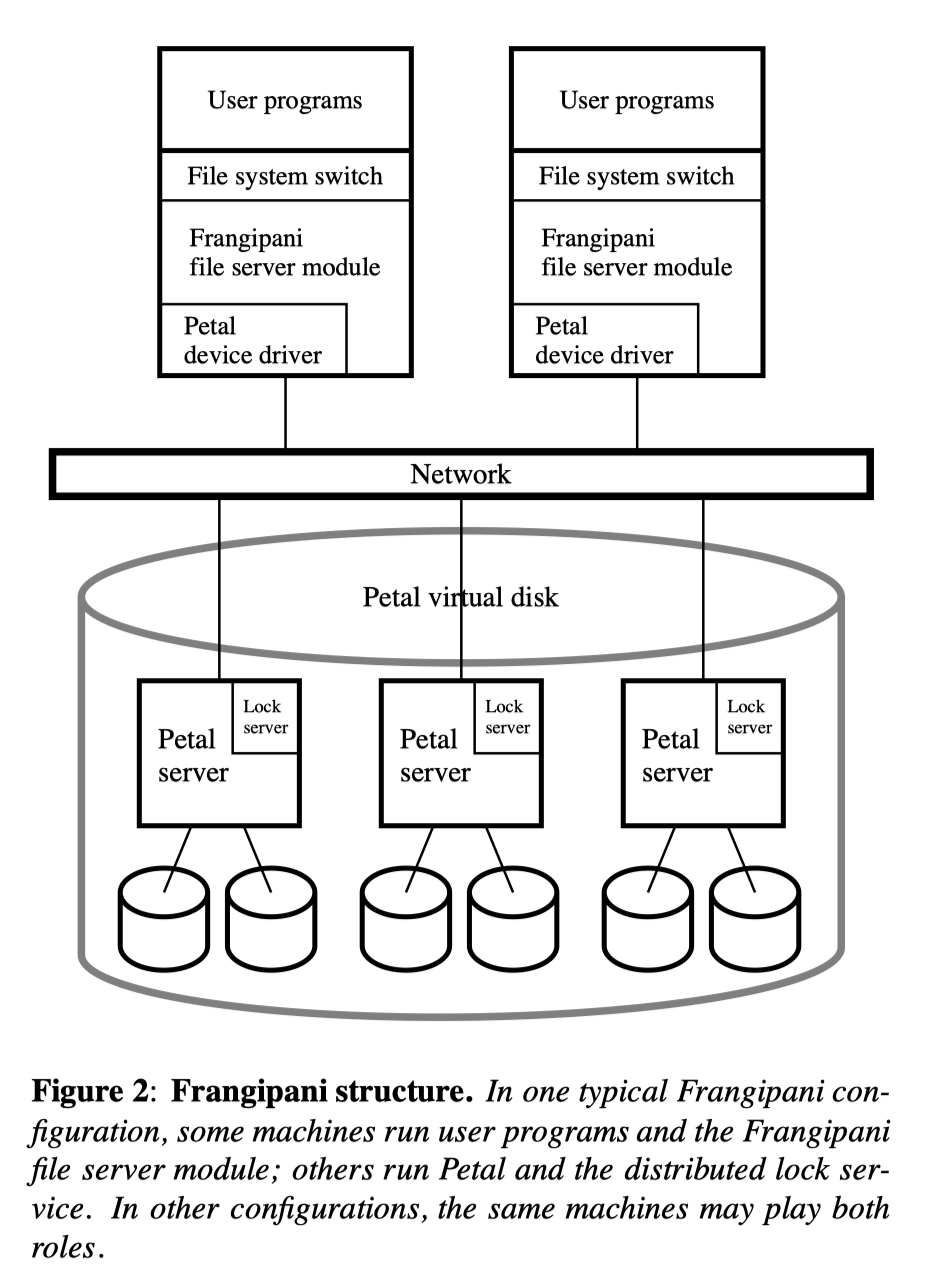 User programs
User programs
File system switch
File system switch
Frangipani
file server module
Frangipani
file server module
Petal
device driver
Petal
device driver
Network
Petal virtual disk
Lock
server
Petal
server
Lock
server
Petal
server
Lock
server
Petal
server
Figure 2: Frangipani structure. In one typical Frangipani con-
figuration, some machines run user programs and the Frangipani
file server module; others run Petal and the distributed lock ser-
vice. In other configurations, the same machines may play both
roles.